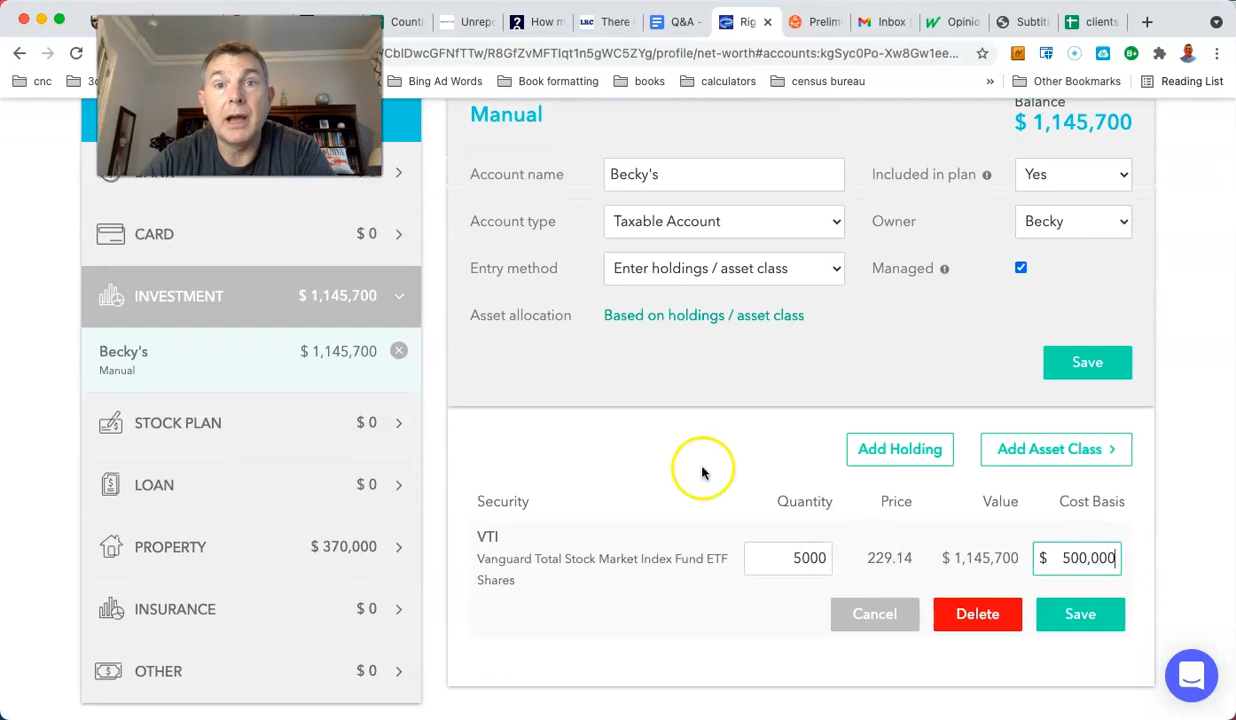 Counti
Unrepo
How m
There
Q&A -
Rig
Prelim
Inbox
Opinio
Subtitl
clients
CblDwcGFNfTTw/R8GfZvMFTIqt1n5gWC5ZYg/profile/net-worth#accounts:kgSyc0Po-Xw8Gw1ee...
cnc
Bing Ad Words
Book formatting
books
calculators
census bureau
»
Other Bookmarks
Reading List
Manual
Balance
$ 1,145,700
Account name
Becky's
Included in plan
Yes
Account type
Taxable Account
Owner
Becky
Entry method
Enter holdings / asset class
Managed
Asset allocation
Based on holdings / asset class
Save
CARD $ 0
INVESTMENT $ 1,145,700
Becky's $ 1,145,700
Manual
STOCK PLAN $ 0
LOAN $ 0
PROPERTY $ 370,000
INSURANCE $ 0
OTHER $ 0
Add Holding
Add Asset Class >
Security Quantity Price Value Cost Basis
VTI
Vanguard Total Stock Market Index Fund ETF
Shares
5000 229.14 $ 1,145,700 $ 500,000
Cancel Delete Save